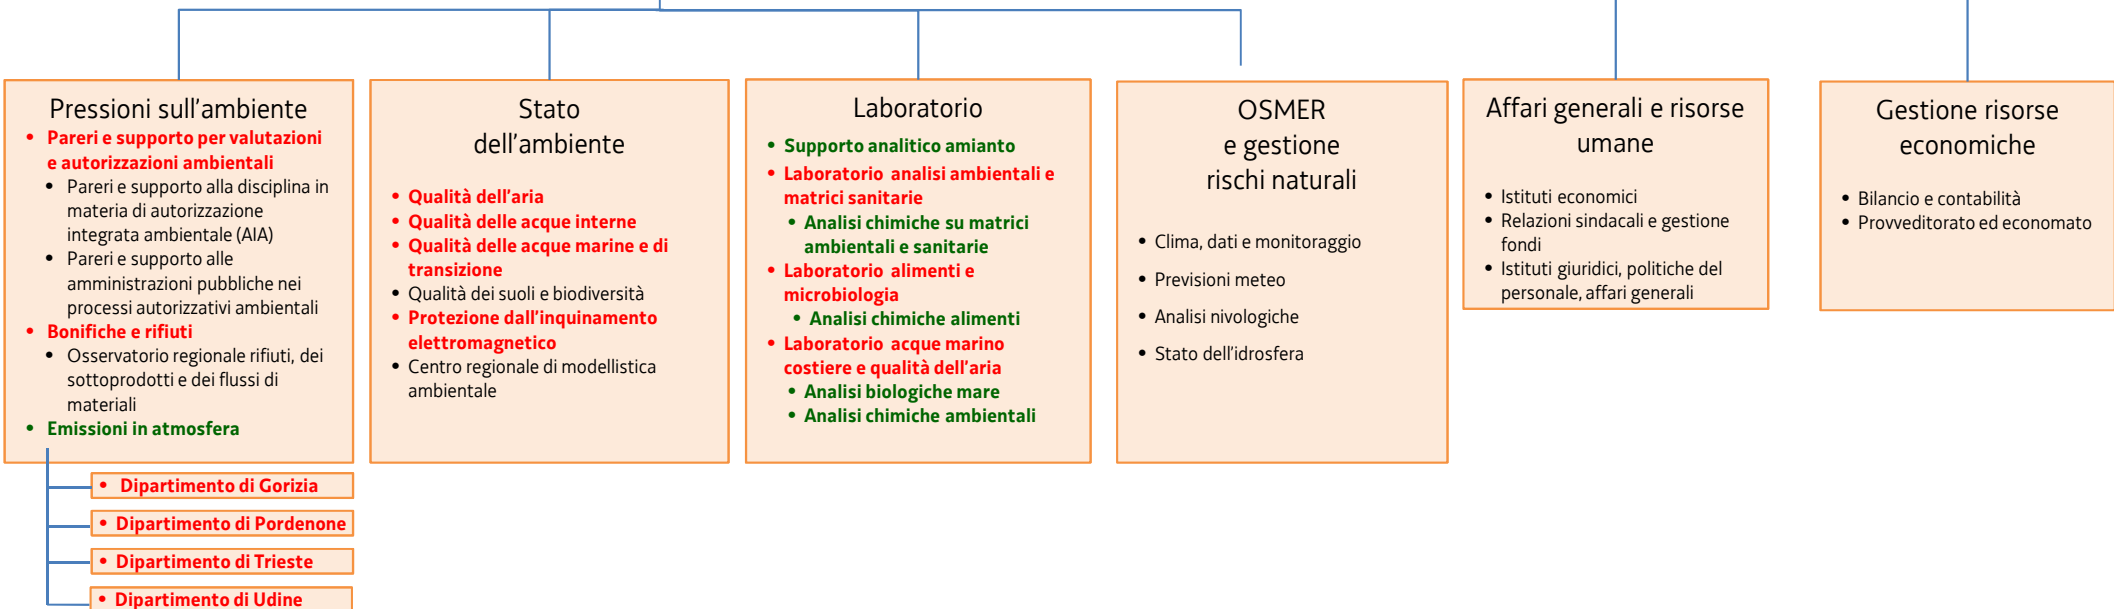 Pressioni sull'ambiente
• Pareri e supporto per valutazioni
e autorizzazioni ambientali
• Pareri e supporto alla disciplina in
materia di autorizzazione
integrata ambientale (AIA)
• Pareri e supporto alle
amministrazioni pubbliche nei
processi autorizzativi ambientali
• Bonifiche e rifiuti
• Osservatorio regionale rifiuti, dei
sottoprodotti e dei flussi di
materiali
• Emissioni in atmosfera
• Dipartimento di Gorizia
• Dipartimento di Pordenone
• Dipartimento di Trieste
• Dipartimento di Udine
Stato
dell'ambiente
• Qualità dell'aria
• Qualità delle acque interne
• Qualità delle acque marine e di
transizione
• Qualità dei suoli e biodiversità
• Protezione dall'inquinamento
elettromagnetico
• Centro regionale di modellistica
ambientale
Laboratorio
• Supporto analitico amianto
• Laboratorio analisi ambientali e
matrici sanitarie
• Analisi chimiche su matrici
ambientali e sanitarie
• Laboratorio alimenti e
microbiologia
• Analisi chimiche alimenti
• Laboratorio acque marino
costiere e qualità dell'aria
• Analisi biologiche mare
• Analisi chimiche ambientali
OSMER
e gestione
rischi naturali
• Clima, dati e monitoraggio
• Previsioni meteo
• Analisi nivologiche
• Stato dell'idrosfera
Affari generali e risorse
umane
• Istituti economici
• Relazioni sindacali e gestione
fondi
• Istituti giuridici, politiche del
personale, affari generali
Gestione risorse
economiche
• Bilancio e contabilità
• Provveditorato ed economato